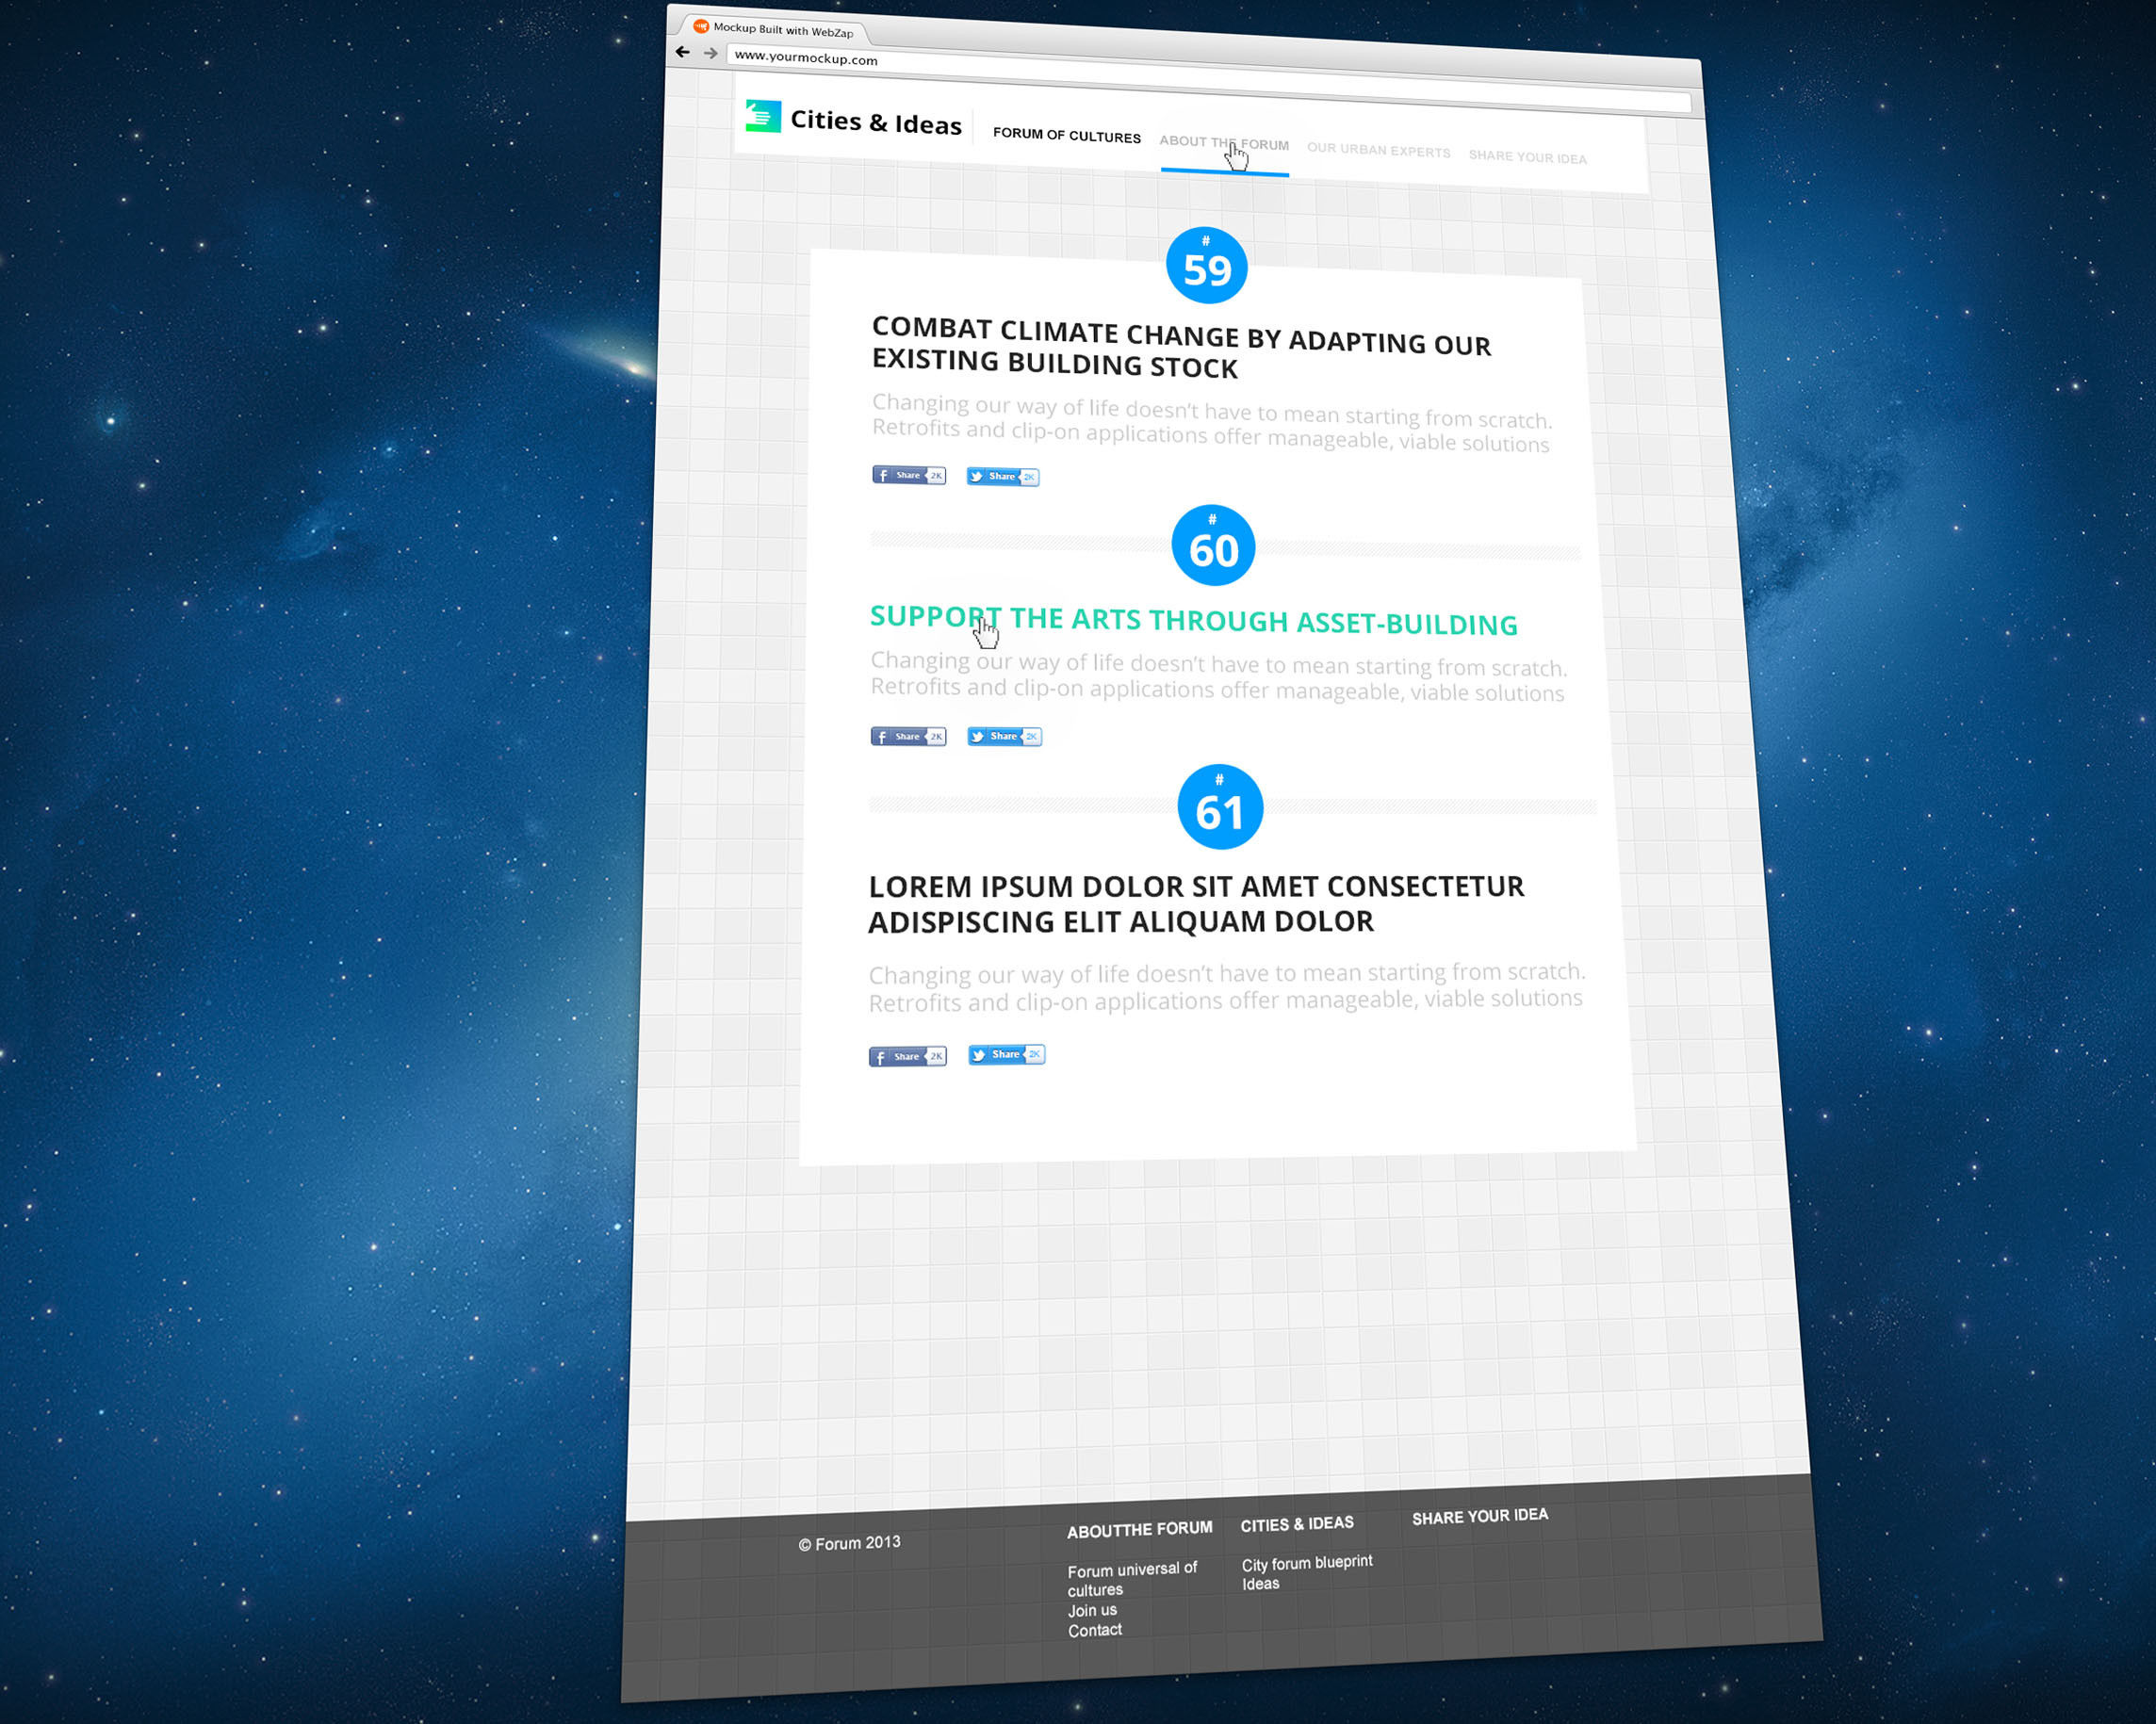 Mockup Built with WebZap
www.yourmockup.com
Cities & Ideas
FORUM OF CULTURES
ABOUT THE FORUM
OUR URBAN EXPERTS
SHARE YOUR IDEA
#
59
COMBAT CLIMATE CHANGE BY ADAPTING OUR
EXISTING BUILDING STOCK
Changing our way of life doesn't have to mean starting from scratch.
Retrofits and clip-on applications offer manageable, viable solutions
f Share 2K
Share 2K
#
60
SUPPORT THE ARTS THROUGH ASSET-BUILDING
Changing our way of life doesn't have to mean starting from scratch.
Retrofits and clip-on applications offer manageable, viable solutions
f Share 2K
Share 2K
#
61
LOREM IPSUM DOLOR SIT AMET CONSECTETUR
ADISPISCING ELIT ALIQUAM DOLOR
Changing our way of life doesn't have to mean starting from scratch.
Retrofits and clip-on applications offer manageable, viable solutions
f Share 2K
Share 2K
© Forum 2013
ABOUTTHE FORUM
Forum universal of
cultures
Join us
Contact
CITIES & IDEAS
City forum blueprint
Ideas
SHARE YOUR IDEA